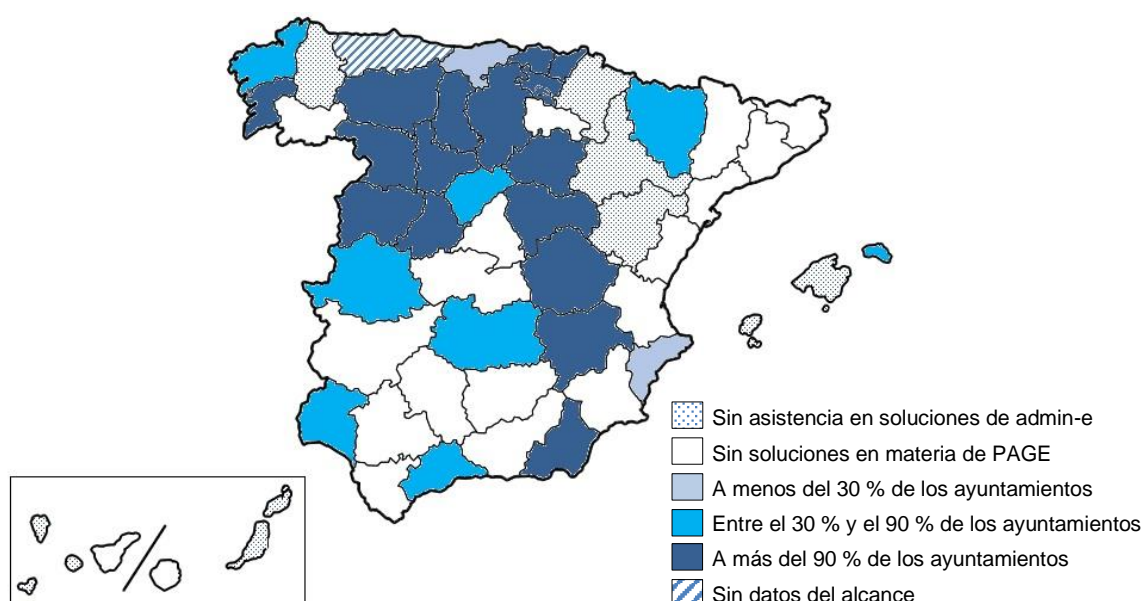 Sin asistencia en soluciones de admin-e
Sin soluciones en materia de PAGE
A menos del 30 % de los ayuntamientos
Entre el 30 % y el 90 % de los ayuntamientos
A más del 90 % de los ayuntamientos
Sin datos del alcance